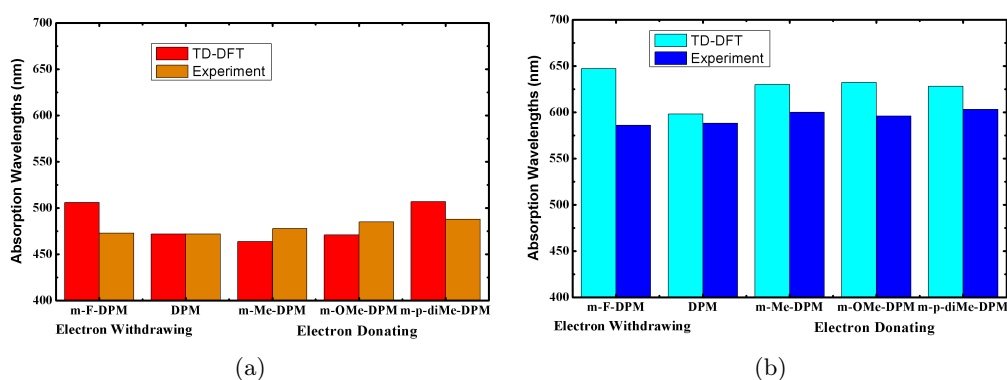 700
650
600
550
500
450
400
Absorption Wavelengths (nm)
TD-DFT
Experiment
m-F-DPM DPM m-Me-DPM m-OMe-DPM m-p-diMe-DPM
Electron Withdrawing Electron Donating
(a)
700
650
600
550
500
450
400
Absorption Wavelengths (nm)
TD-DFT
Experiment
m-F-DPM DPM m-Me-DPM m-OMe-DPM m-p-diMe-DPM
Electron Withdrawing Electron Donating
(b)